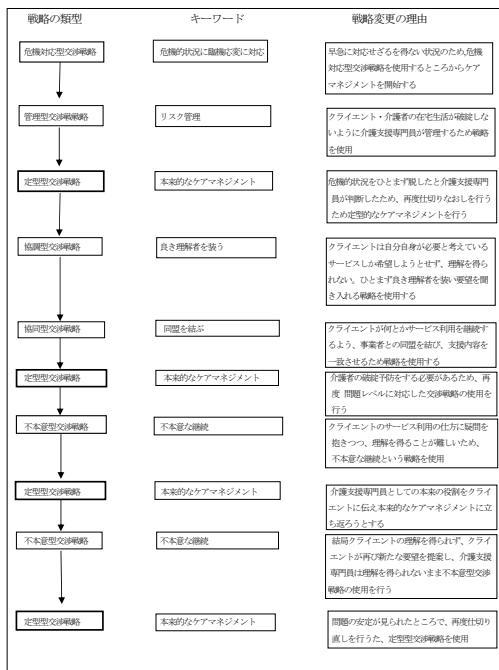 戦略の類型 キーワード 戦略変更の理由
危機対応型交渉戦略 危機的状況に臨機応変に対応 早急に対応せざるを得ない状況のため,危機
対応型交渉戦略を使用するところからケア
マネジメントを開始する
管理型交渉戦戦略 リスク管理 クライエント・介護者の在宅生活が破綻しない
ように介護支援専門員が管理するため戦略
を使用
定型型交渉戦略 本来的なケアマネジメント 危機的状況をひとまず脱したと介護支援専門
員が判断したため、再度仕切りなおしを行う
ため定型的なケアマネジメントを行う
協調型交渉戦略 良き理解者を装う クライエントは自分自身が必要と考えている
サービスしか希望しようとせず、理解を得ら
れない。ひとまず良き理解者を装い要望を聞
き入れる戦略を使用する
協同型交渉戦略 同盟を結ぶ クライエントが何とかサービス利用を継続す
るよう、事業者との同盟を結び、支援内容を
一致させるため戦略を使用する
定型型交渉戦略 本来的なケアマネジメント 介護者の破綻予防をする必要があるため、再
度 問題レベルに対応した交渉戦略の使用を
行う
不本意型交渉戦略 不本意な継続 クライエントのサービス利用の仕方に疑問を
抱きつつ、理解を得ることが難しいため、
不本意な継続という戦略を使用
定型型交渉戦略 本来的なケアマネジメント 介護支援専門員としての本来の役割をクライ
エントに伝え本来的なケアマネジメントに立
ち返ろうとする
不本意型交渉戦略 不本意な継続 結局クライエントの理解を得られず、クライエ
ントが再び新たな要望を提案し、介護支援
専門員は理解を得られないまま不本意型交渉
戦略の使用を行う
定型型交渉戦略 本来的なケアマネジメント 問題の安定が見られたところで、再度仕切り
直しを行うた、定型型交渉戦略を使用